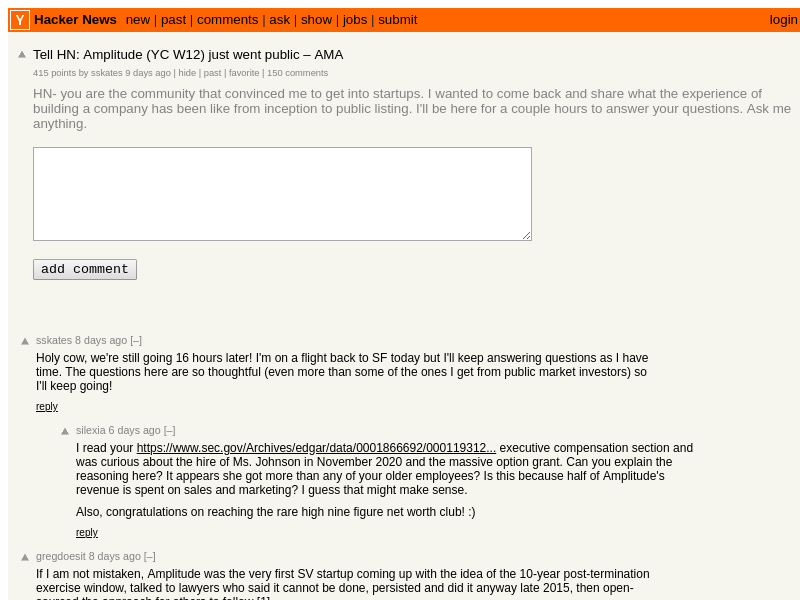 Y Hacker News new | past | comments | ask | show | jobs | submit login
Tell HN: Amplitude (YC W12) just went public – AMA
415 points by sskates 9 days ago | hide | past | favorite | 150 comments
HN- you are the community that convinced me to get into startups. I wanted to come back and share what the experience of
building a company has been like from inception to public listing. I'll be here for a couple hours to answer your questions. Ask me
anything.
add comment
sskates 8 days ago [–]
Holy cow, we're still going 16 hours later! I'm on a flight back to SF today but I'll keep answering questions as I have
time. The questions here are so thoughtful (even more than some of the ones I get from public market investors) so
I'll keep going!
reply
silexia 6 days ago [–]
I read your https://www.sec.gov/Archives/edgar/data/0001866692/000119312... executive compensation section and
was curious about the hire of Ms. Johnson in November 2020 and the massive option grant. Can you explain the
reasoning here? It appears she got more than any of your older employees? Is this because half of Amplitude's
revenue is spent on sales and marketing? I guess that might make sense.
Also, congratulations on reaching the rare high nine figure net worth club! :)
reply
gregdoesit 8 days ago [–]
If I am not mistaken, Amplitude was the very first SV startup coming up with the idea of the 10-year post-termination
exercise window, talked to lawyers who said it cannot be done, persisted and did it anyway late 2015, then open-
sourced the approach for others to follow [1]